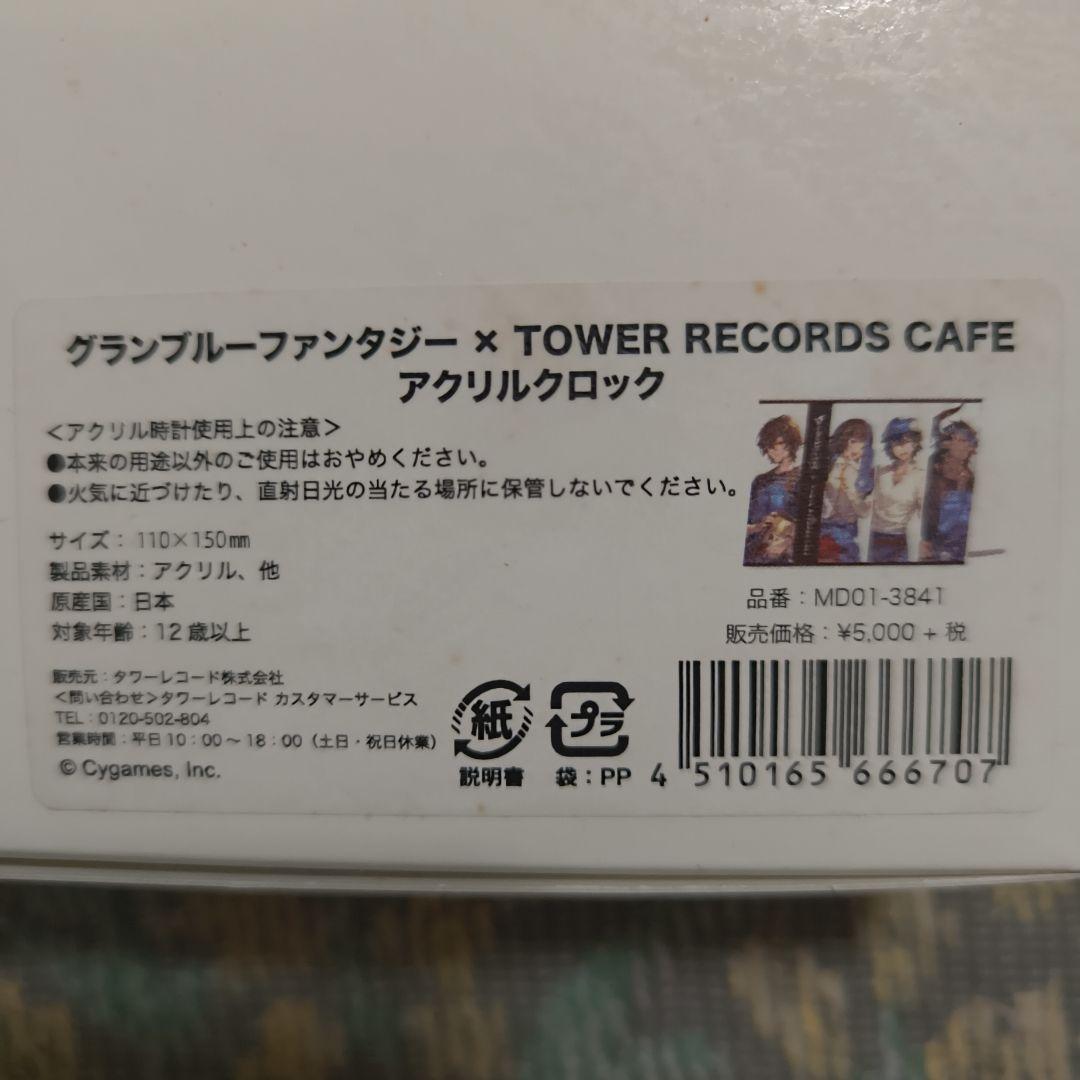 グランブルーファンタジー × TOWER RECORDS CAFE
アクリルクロック
＜アクリル時計使用上の注意＞
●本来の用途以外のご使用はおやめください。
●火気に近づけたり、直射日光の当たる場所に保管しないでください。
サイズ：110×150㎜
製品素材：アクリル、他
原産国：日本
対象年齢：12歳以上
品番：MD01-3841
販売価格：¥5,000＋税
販売元：タワーレコード株式会社
＜問い合わせ＞タワーレコード カスタマーサービス
TEL：0120-502-804
営業時間：平日10：00～18：00（土日・祝日休業）
© Cygames, Inc.
紙
説明書
プラ
袋：PP
4 510165 666707